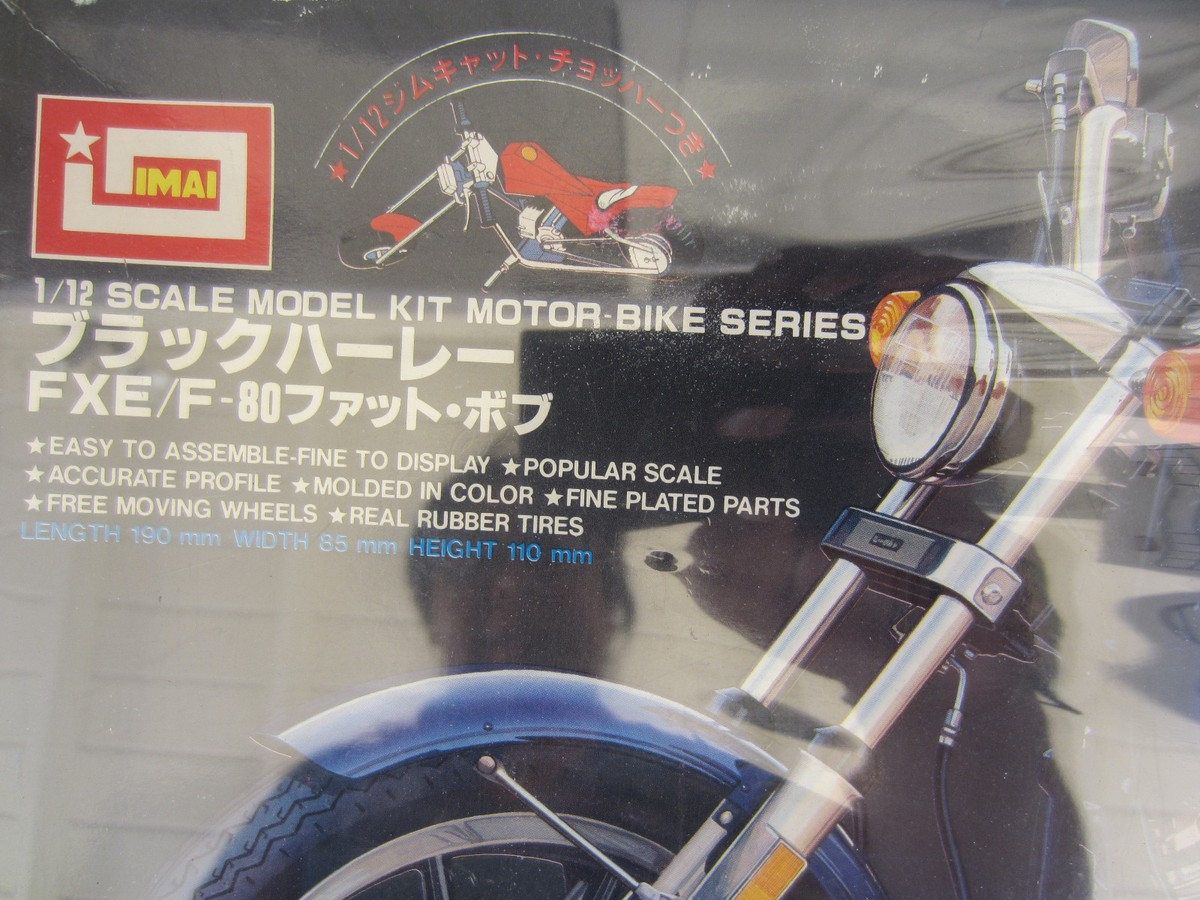 ★1/12ジムキャット・チョッパーつき★
IMAI
1/12 SCALE MODEL KIT MOTOR-BIKE SERIES
ブラックハーレー
FXE/F-80ファット・ボブ
★EASY TO ASSEMBLE-FINE TO DISPLAY ★POPULAR SCALE
★ACCURATE PROFILE ★MOLDED IN COLOR ★FINE PLATED PARTS
★FREE MOVING WHEELS ★REAL RUBBER TIRES
LENGTH 190 mm WIDTH 85 mm HEIGHT 110 mm